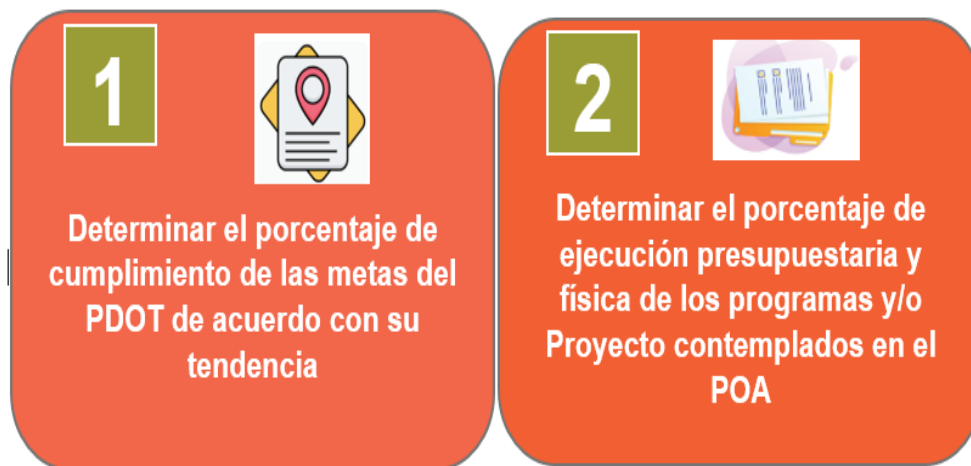 1
Determinar el porcentaje de
cumplimiento de las metas del
PDOT de acuerdo con su
tendencia
2
Determinar el porcentaje de
ejecución presupuestaria y
física de los programas y/o
Proyecto contemplados en el
POA